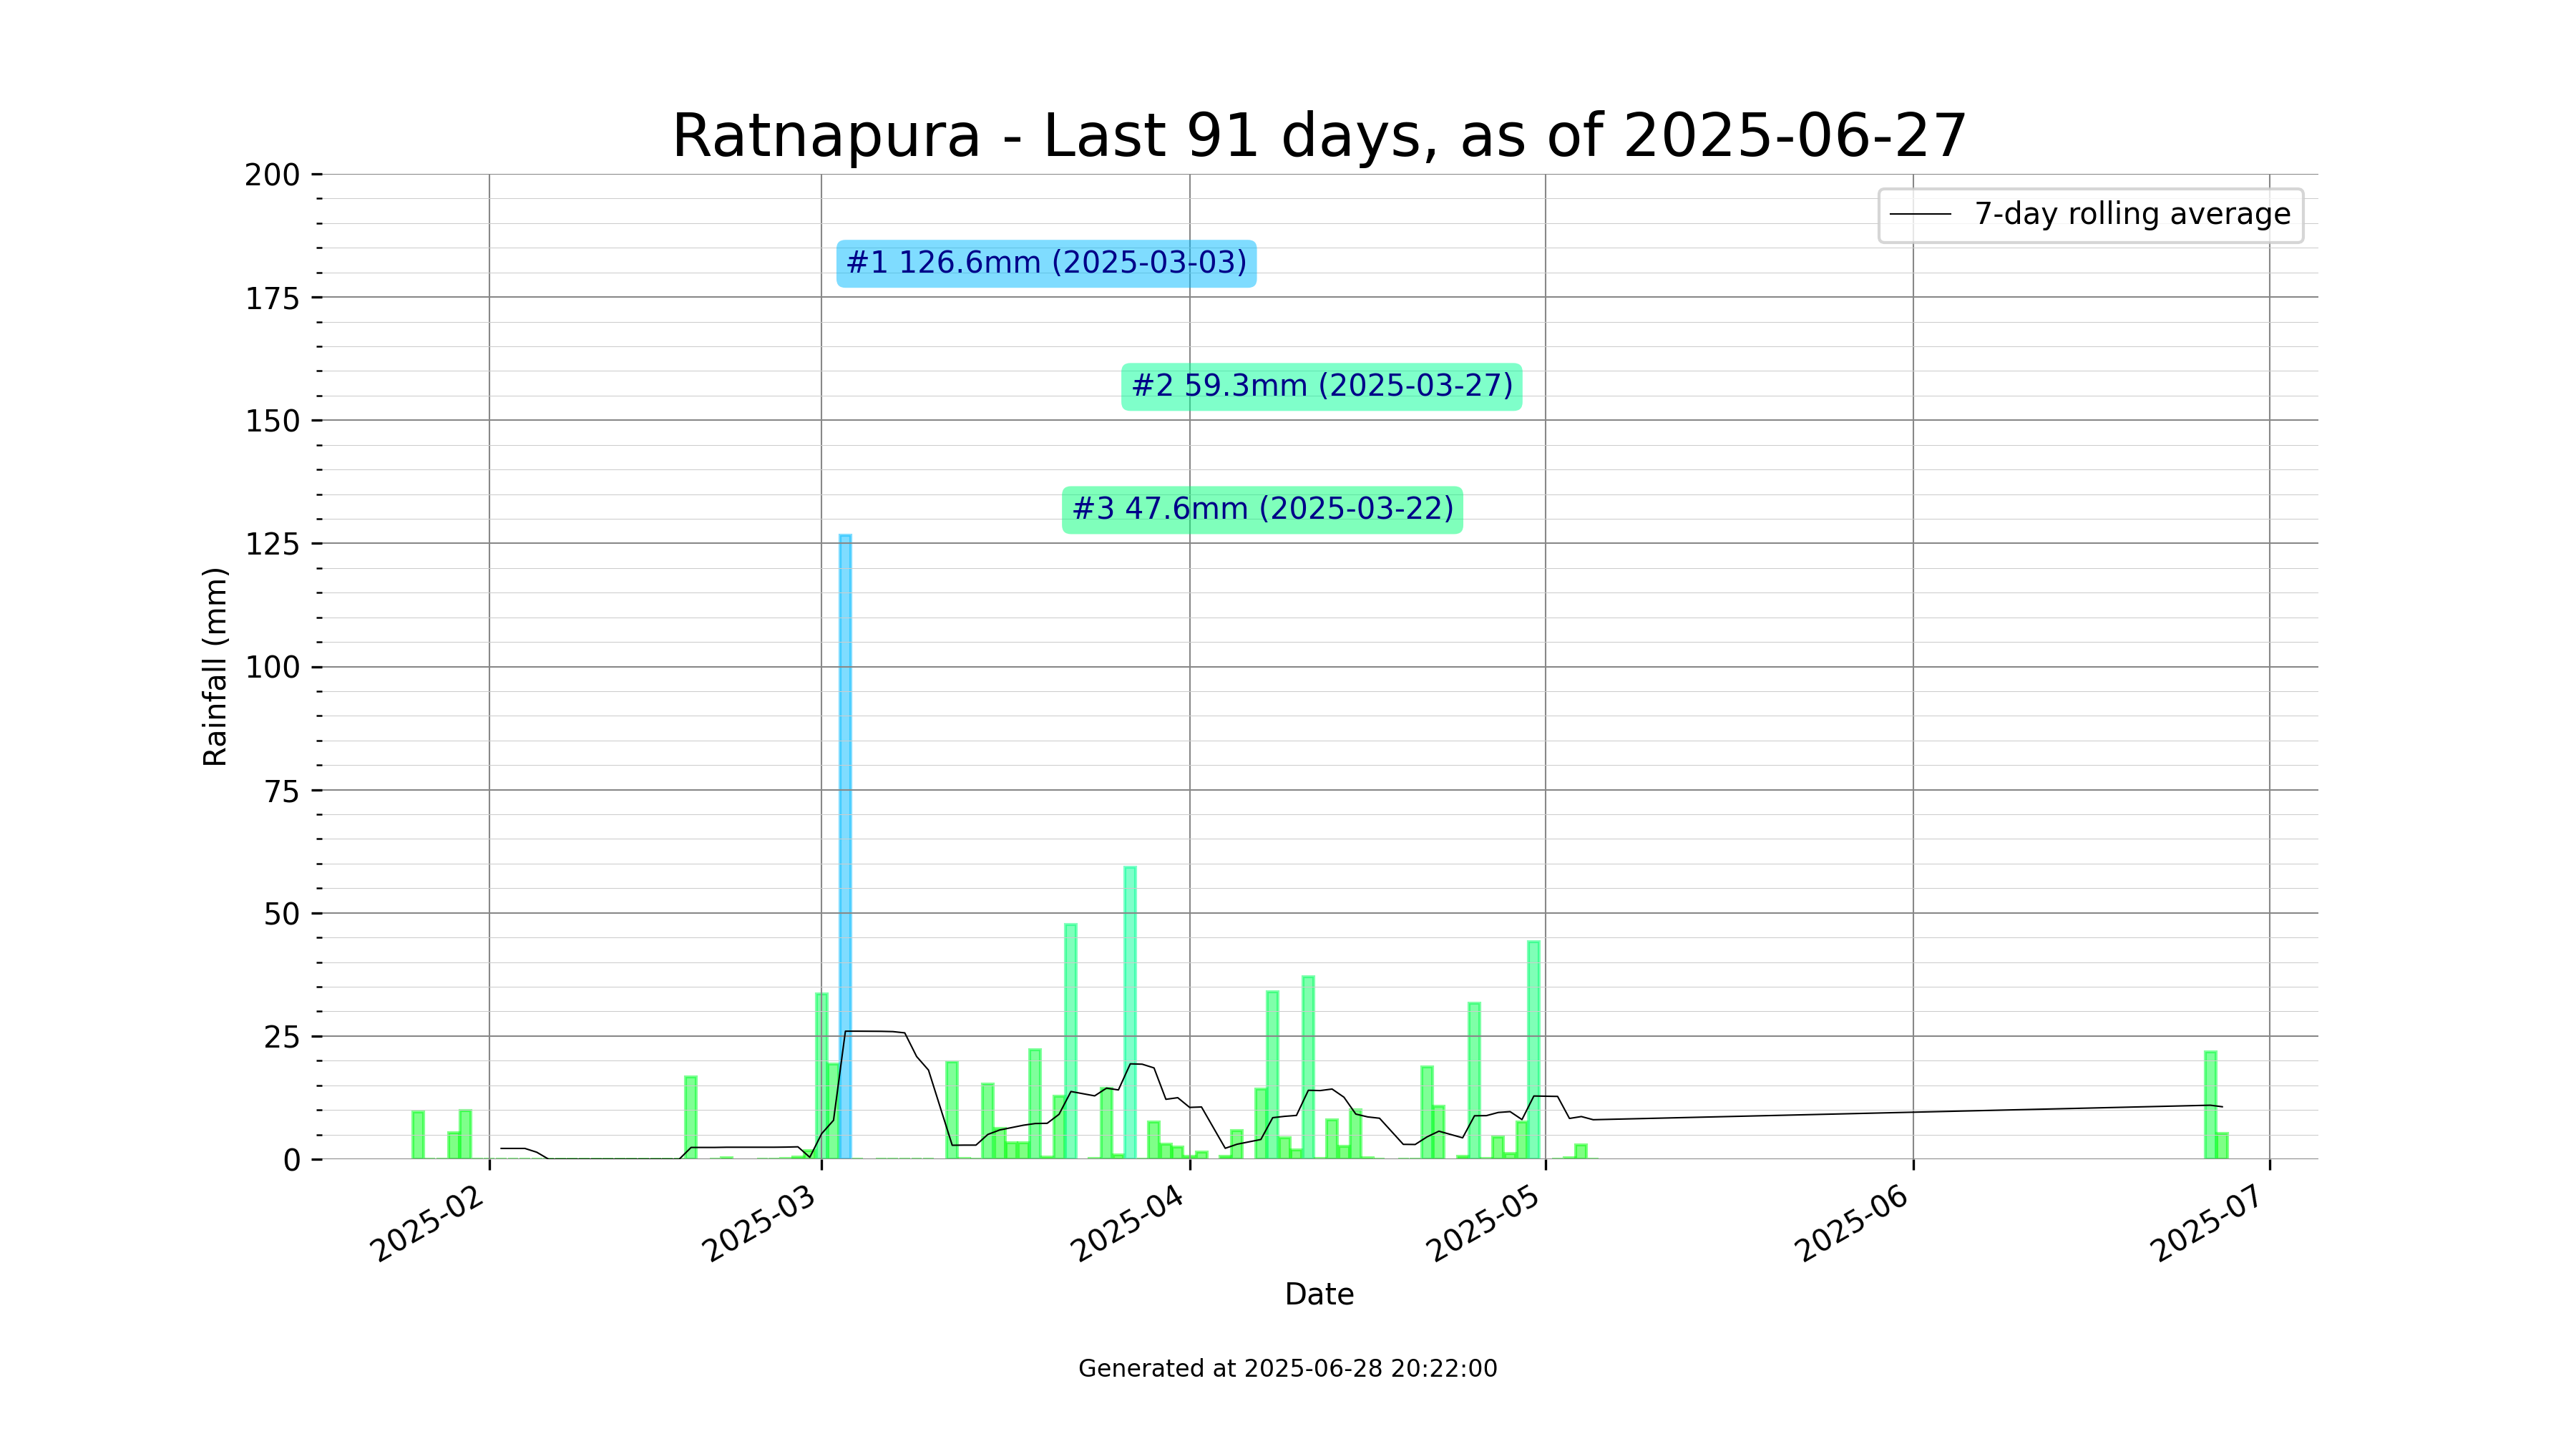 Ratnapura - Last 91 days, as of 2025-06-27
200
175
150
125
100
75
50
25
0
Rainfall (mm)
7-day rolling average
#1 126.6mm (2025-03-03)
#2 59.3mm (2025-03-27)
#3 47.6mm (2025-03-22)
2025-02
2025-03
2025-04
2025-05
2025-06
2025-07
Date
Generated at 2025-06-28 20:22:00